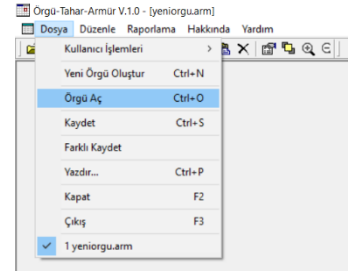 Örgü-Tahar-Armür V.1.0 - [yeniorgu.arm]
Dosya Düzenle Raporlama Hakkında Yardım
Kullanıcı İşlemleri >
Yeni Örgü Oluştur Ctrl+N
Örgü Aç Ctrl+O
Kaydet Ctrl+S
Farklı Kaydet
Yazdır... Ctrl+P
Kapat F2
Çıkış F3
1 yeniorgu.arm